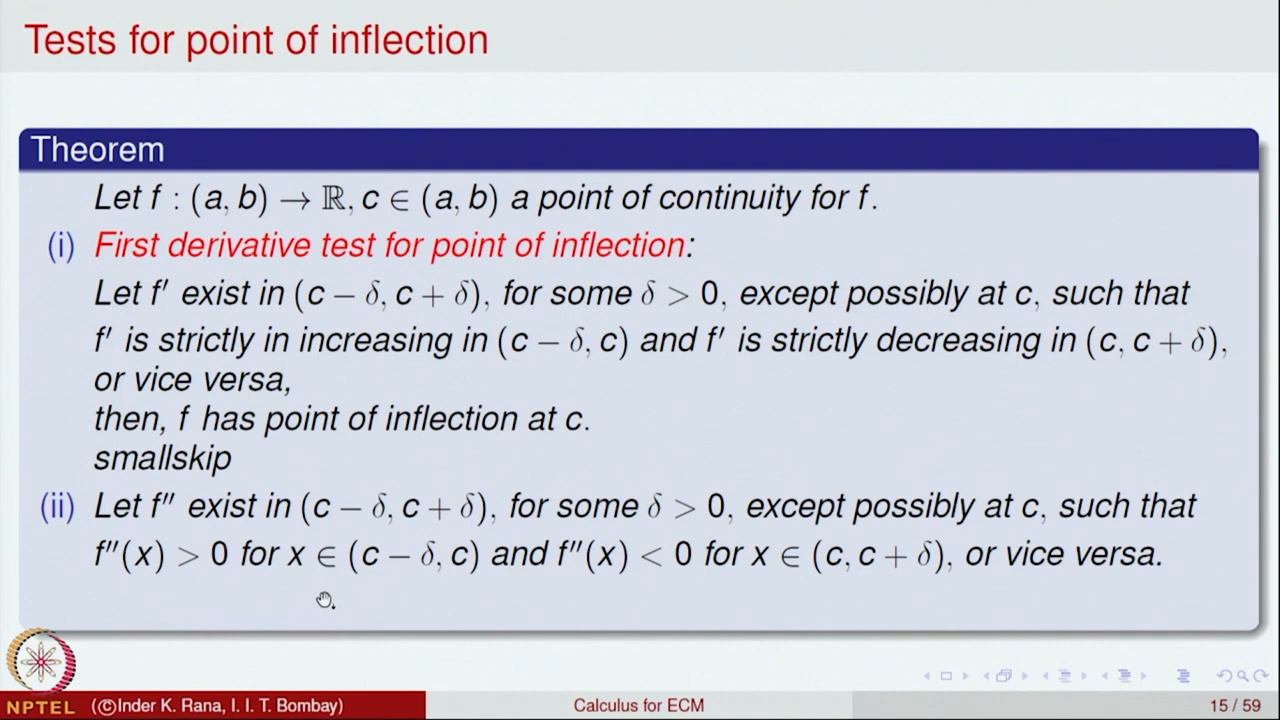 Tests for point of inflection
Theorem
Let f : (a, b) → ℝ, c ∈ (a, b) a point of continuity for f.
(i) First derivative test for point of inflection:
Let f′ exist in (c − δ, c + δ), for some δ > 0, except possibly at c, such that
f′ is strictly in increasing in (c − δ, c) and f′ is strictly decreasing in (c, c + δ),
or vice versa,
then, f has point of inflection at c.
smallskip
(ii) Let f″ exist in (c − δ, c + δ), for some δ > 0, except possibly at c, such that
f″(x) > 0 for x ∈ (c − δ, c) and f″(x) < 0 for x ∈ (c, c + δ), or vice versa.
NPTEL (©Inder K. Rana, I. I. T. Bombay) Calculus for ECM 15 / 59